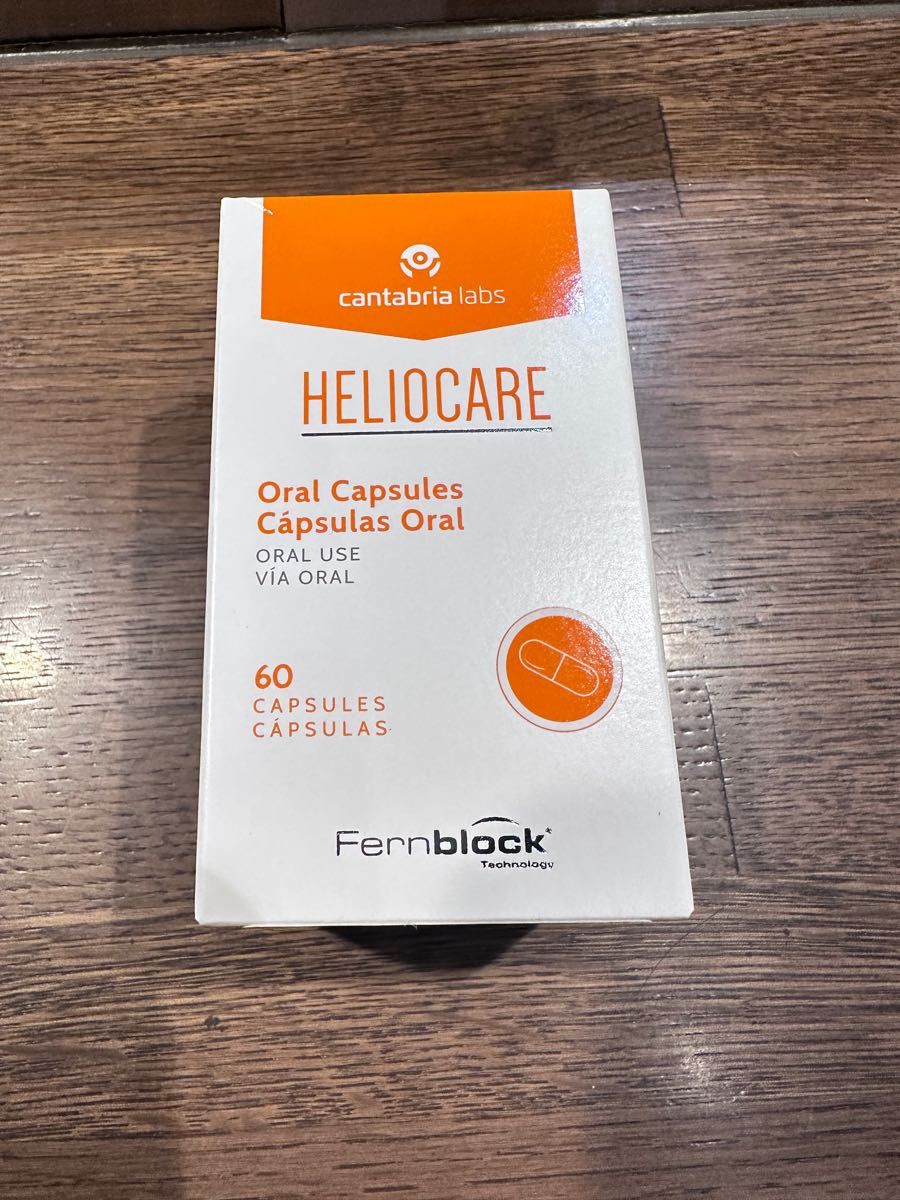 cantabria labs
HELIOCARE
Oral Capsules
Cápsulas Oral
ORAL USE
VÍA ORAL
60
CAPSULES
CÁPSULAS
Fernblock*
Technology